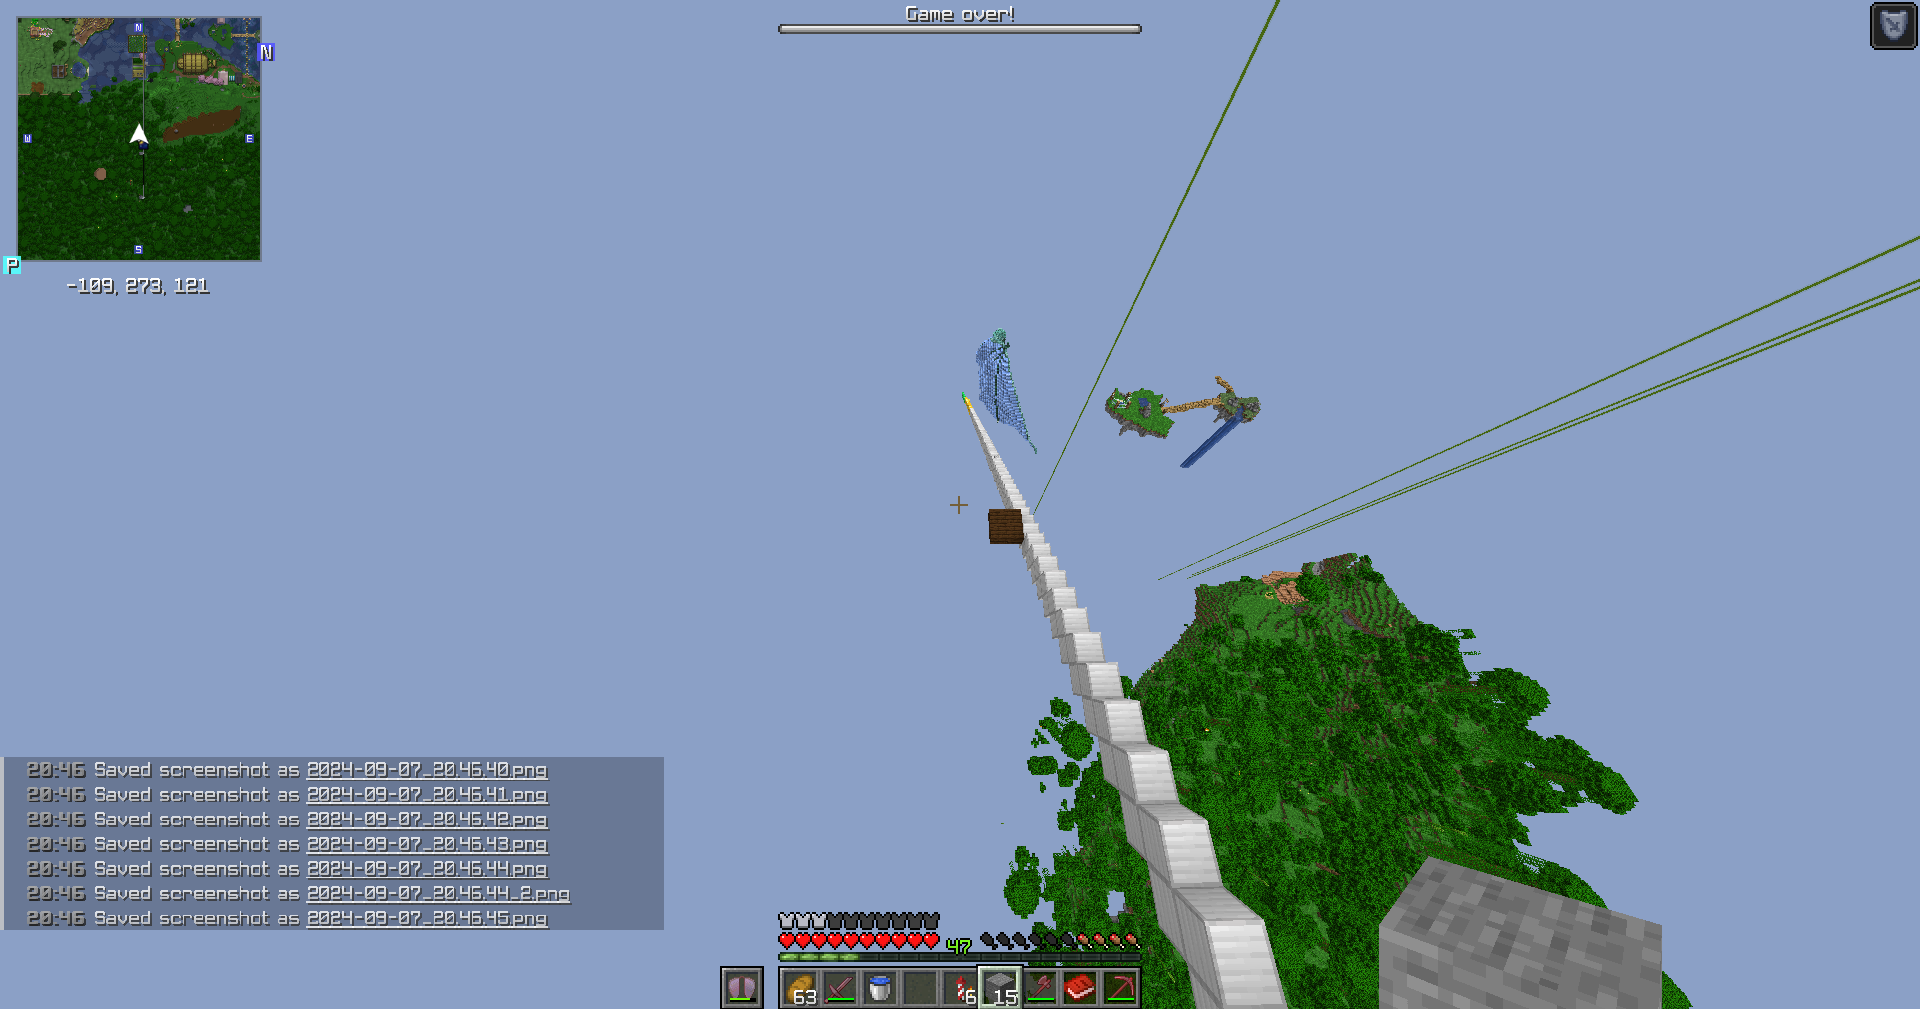 Game over!
N
N
W
E
S
P
-109, 273, 121
20:46 Saved screenshot as 2024-09-07_20.46.40.png
20:46 Saved screenshot as 2024-09-07_20.46.41.png
20:46 Saved screenshot as 2024-09-07_20.46.42.png
20:46 Saved screenshot as 2024-09-07_20.46.43.png
20:46 Saved screenshot as 2024-09-07_20.46.44.png
20:46 Saved screenshot as 2024-09-07_20.46.44_2.png
20:46 Saved screenshot as 2024-09-07_20.46.45.png
47
63 6 15